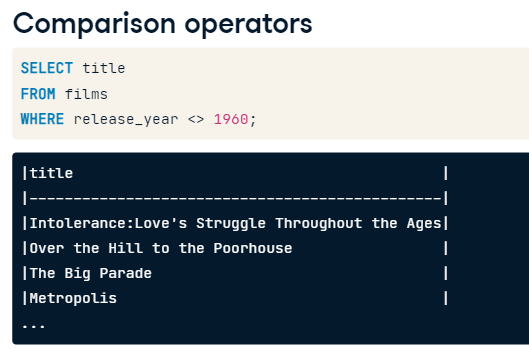 Comparison operators
SELECT title
FROM films
WHERE release_year <> 1960;
|title                                          |
|-----------------------------------------------|
|Intolerance:Love's Struggle Throughout the Ages|
|Over the Hill to the Poorhouse                 |
|The Big Parade                                 |
|Metropolis                                     |
...